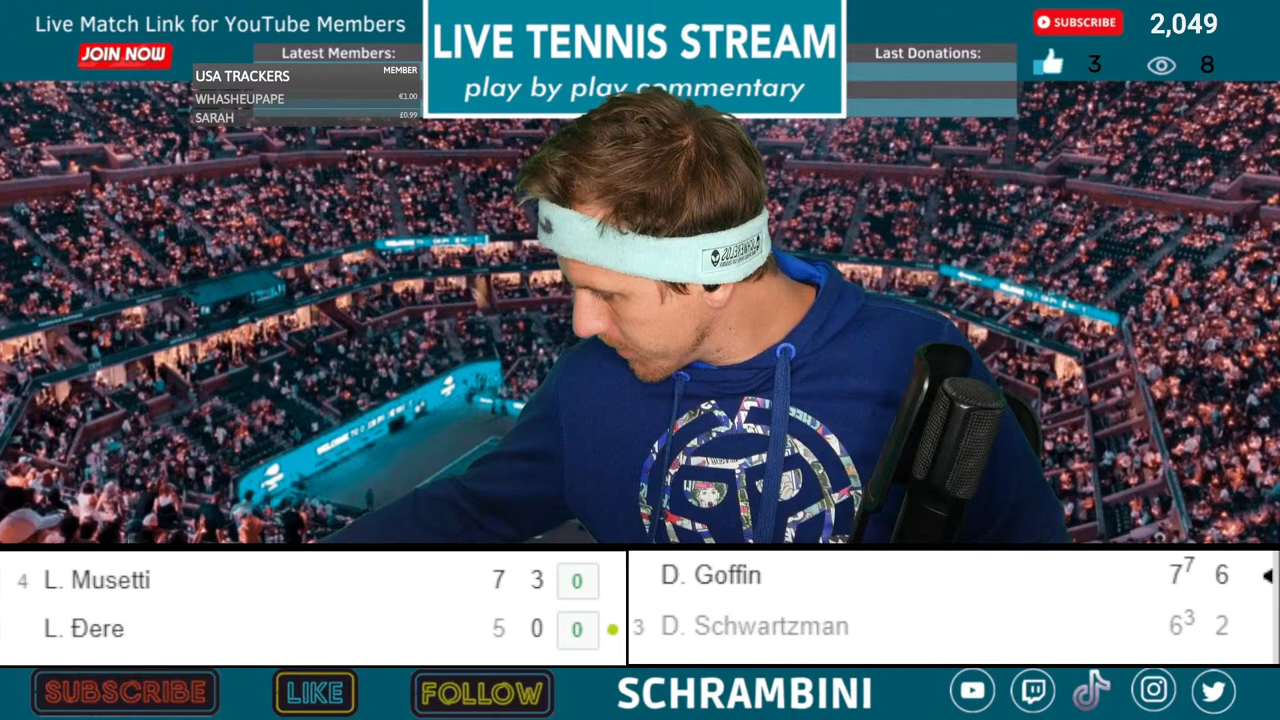 Live Match Link for YouTube Members
JOIN NOW
Latest Members:
USA TRACKERS MEMBER
WHASHEUPAPE €1.00
SARAH £0.99
LIVE TENNIS STREAM
play by play commentary
Last Donations:
SUBSCRIBE 2,049
3 8
4 L. Musetti 7 3 0
L. Đere 5 0 0
D. Goffin 7⁷ 6
3 D. Schwartzman 6³ 2
SUBSCRIBE LIKE FOLLOW SCHRAMBINI